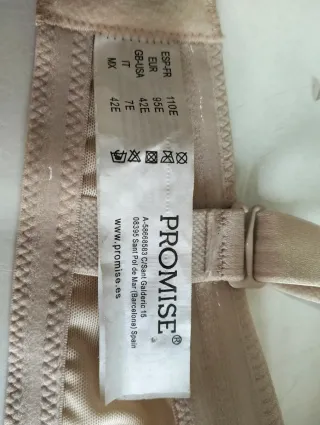 ESP-FR 110E
EUR 95E
GB-USA 42E
IT 7E
MX 42E
PROMISE®
A-58668583 C/Sant Galderic 15
08395 Sant Pol de Mar (Barcelona) Spain
www.promise.es